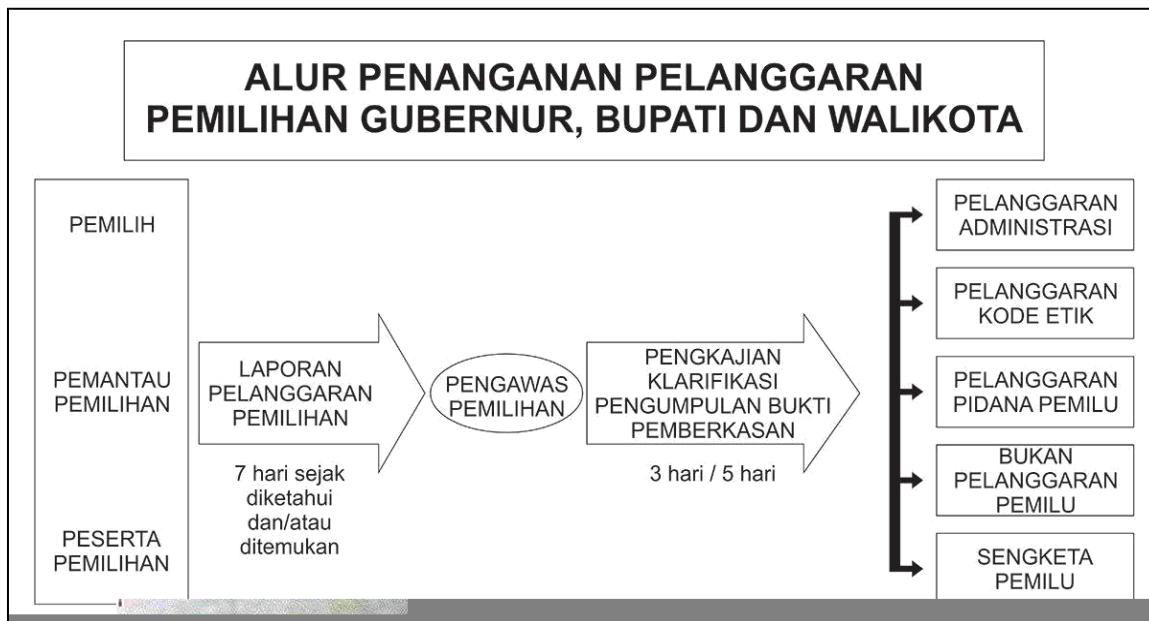 ALUR PENANGANAN PELANGGARAN
PEMILIHAN GUBERNUR, BUPATI DAN WALIKOTA
PEMILIH
PEMANTAU
PEMILIHAN
PESERTA
PEMILIHAN
LAPORAN
PELANGGARAN
PEMILIHAN
7 hari sejak
diketahui
dan/atau
ditemukan
PENGAWAS
PEMILIHAN
PENGKAJIAN
KLARIFIKASI
PENGUMPULAN BUKTI
PEMBERKASAN
3 hari / 5 hari
PELANGGARAN
ADMINISTRASI
PELANGGARAN
KODE ETIK
PELANGGARAN
PIDANA PEMILU
BUKAN
PELANGGARAN
PEMILU
SENGKETA
PEMILU